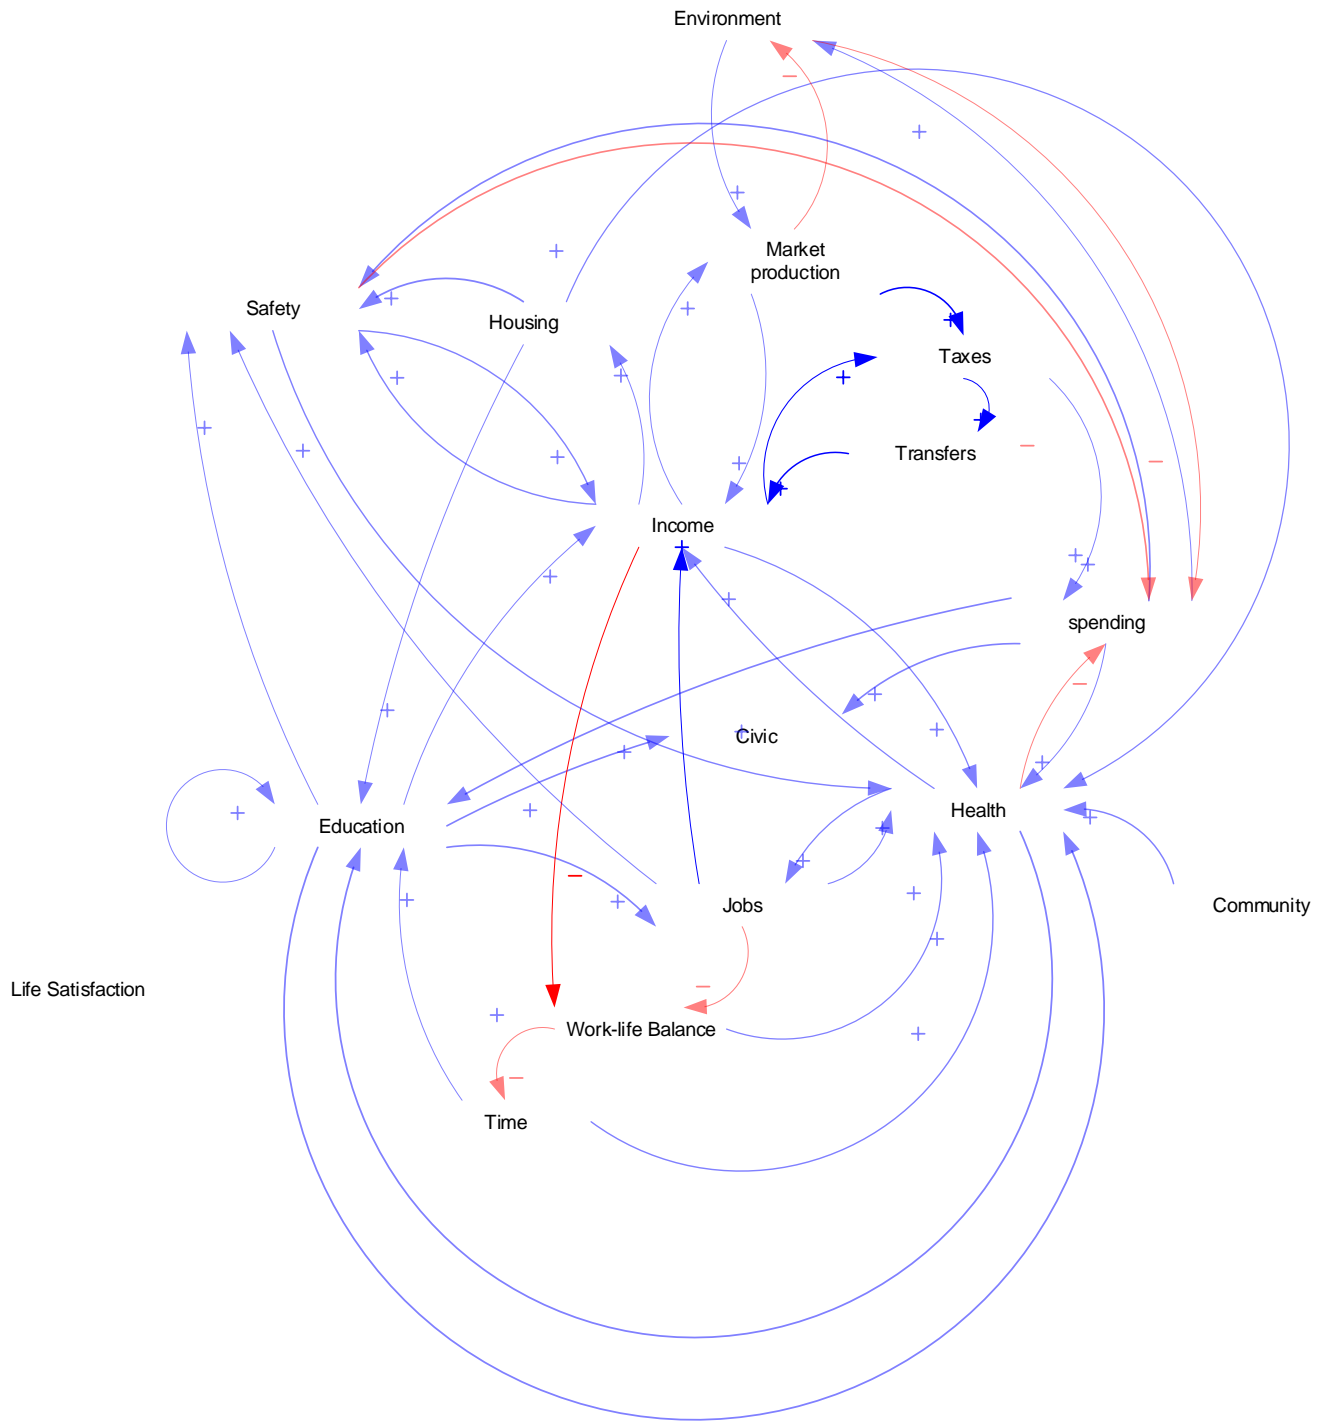 Environment
Market
production
Safety
Housing
Taxes
Transfers
Income
spending
Civic
Health
Education
Jobs
Community
Life Satisfaction
Work-life Balance
Time